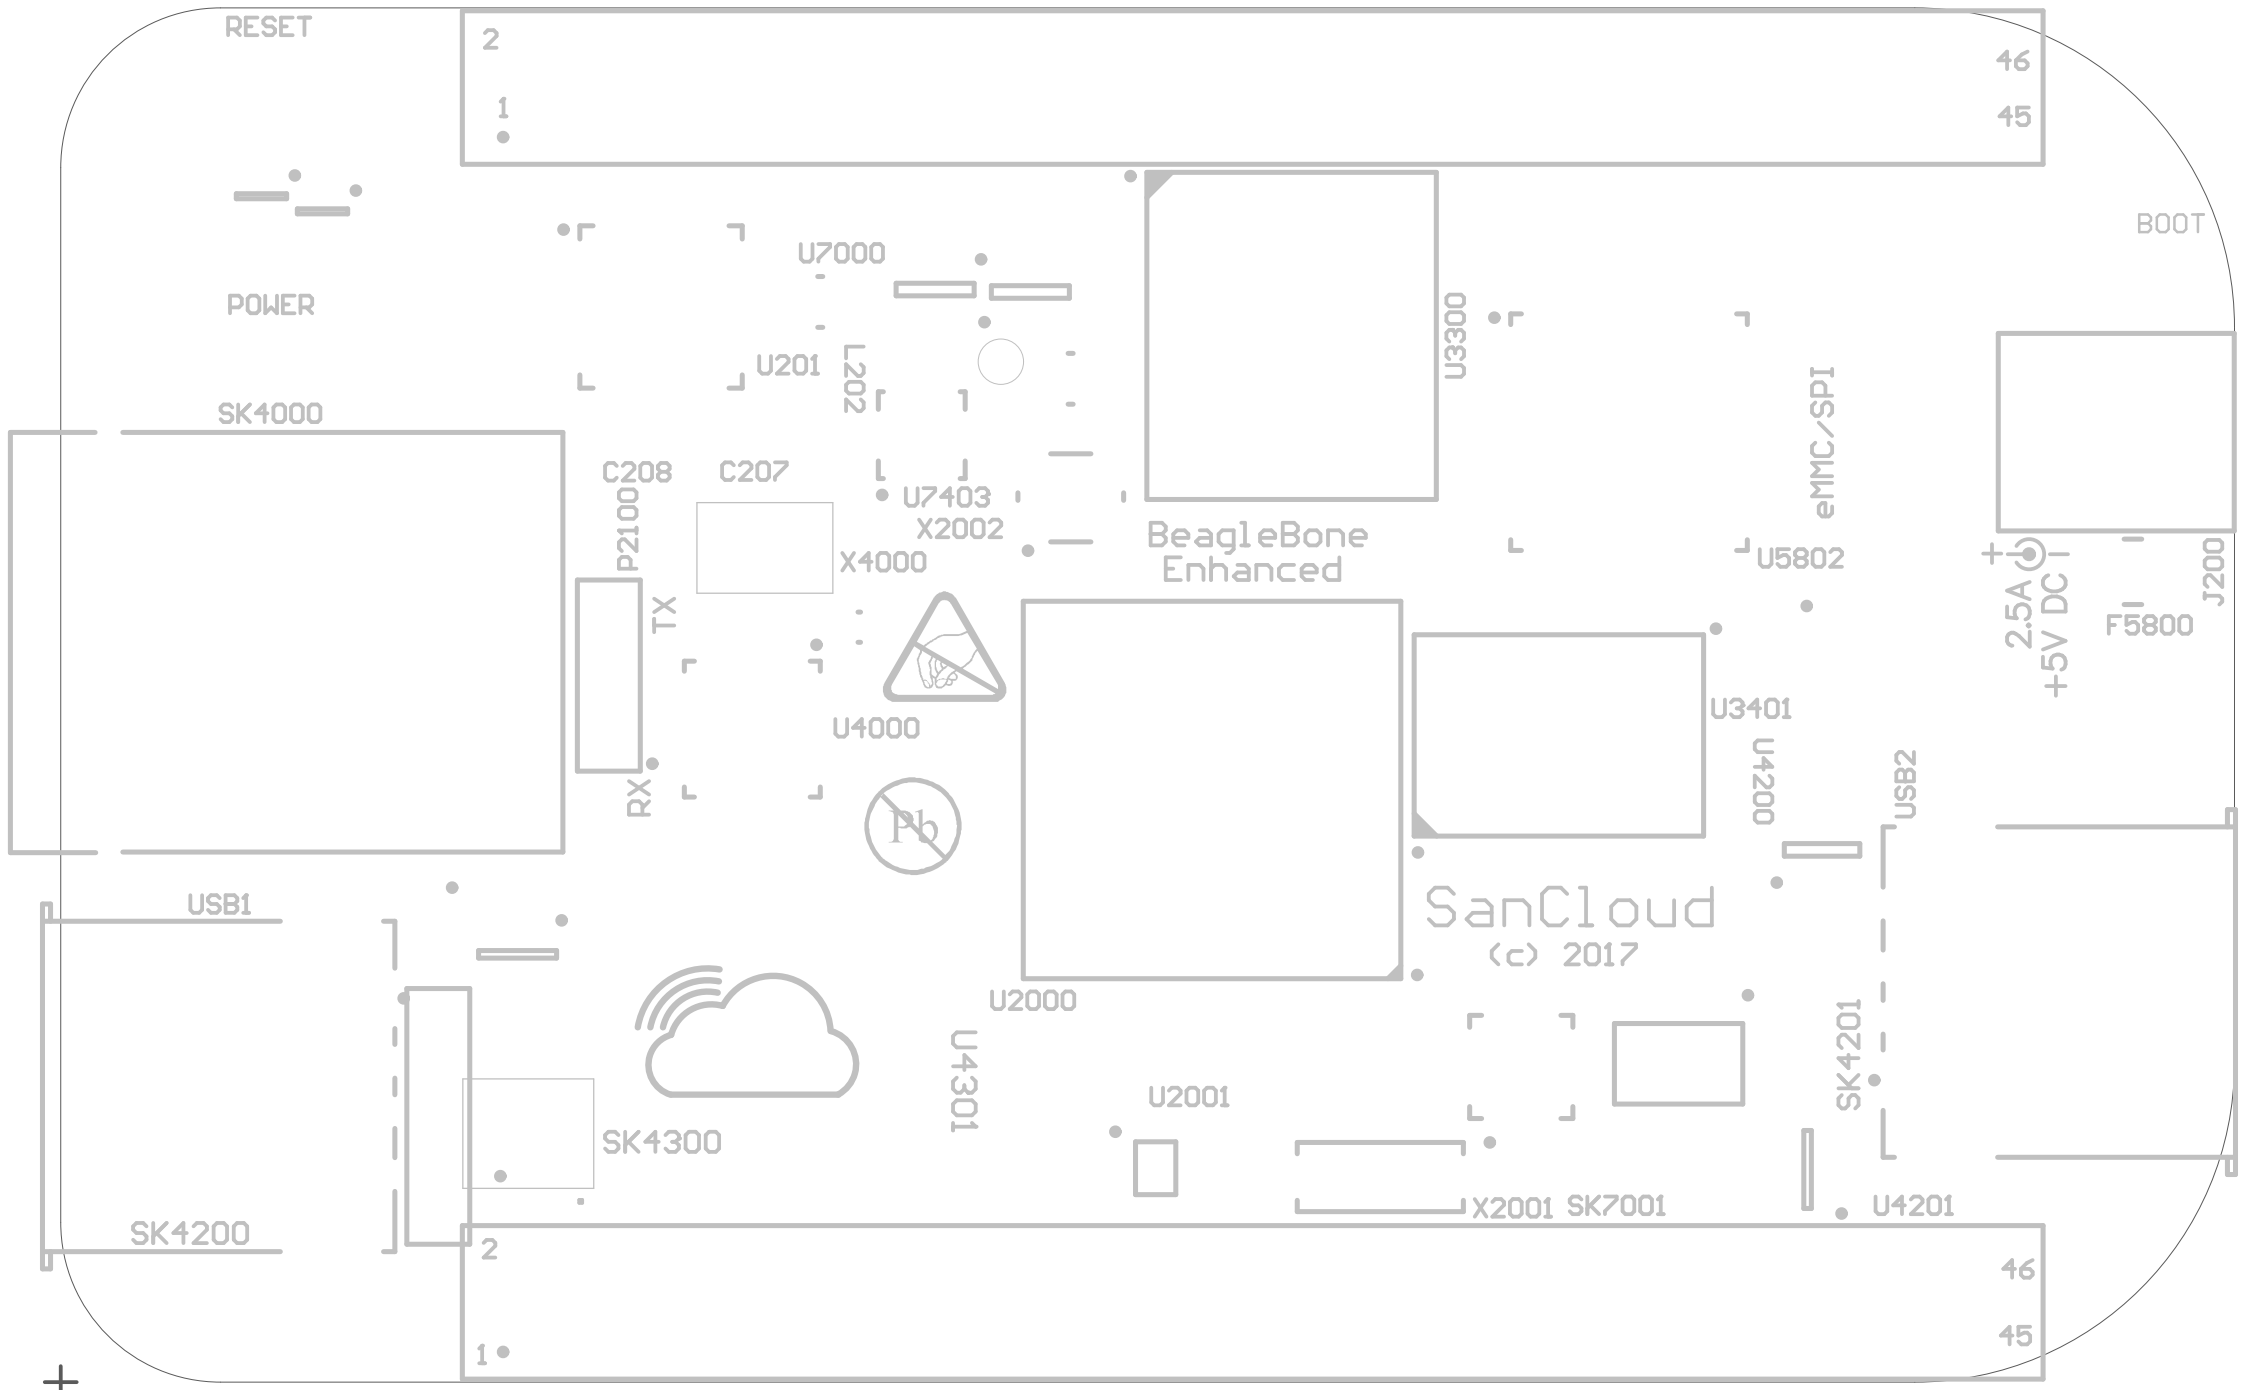 RESET
2
46
1
45
BOOT
U7000
POWER
U3300
U201
L202
eMMC/SPI
SK4000
C208
C207
P2100
U7403
X2002
BeagleBone
Enhanced
X4000
U5802
+
2.5A
+5V DC
J200
F5800
TX
U3401
U4000
U4200
USB2
RX
Pb
USB1
SanCloud
(c) 2017
U2000
U4301
SK4201
U2001
SK4300
X2001
SK7001
U4201
SK4200
2
46
1
45